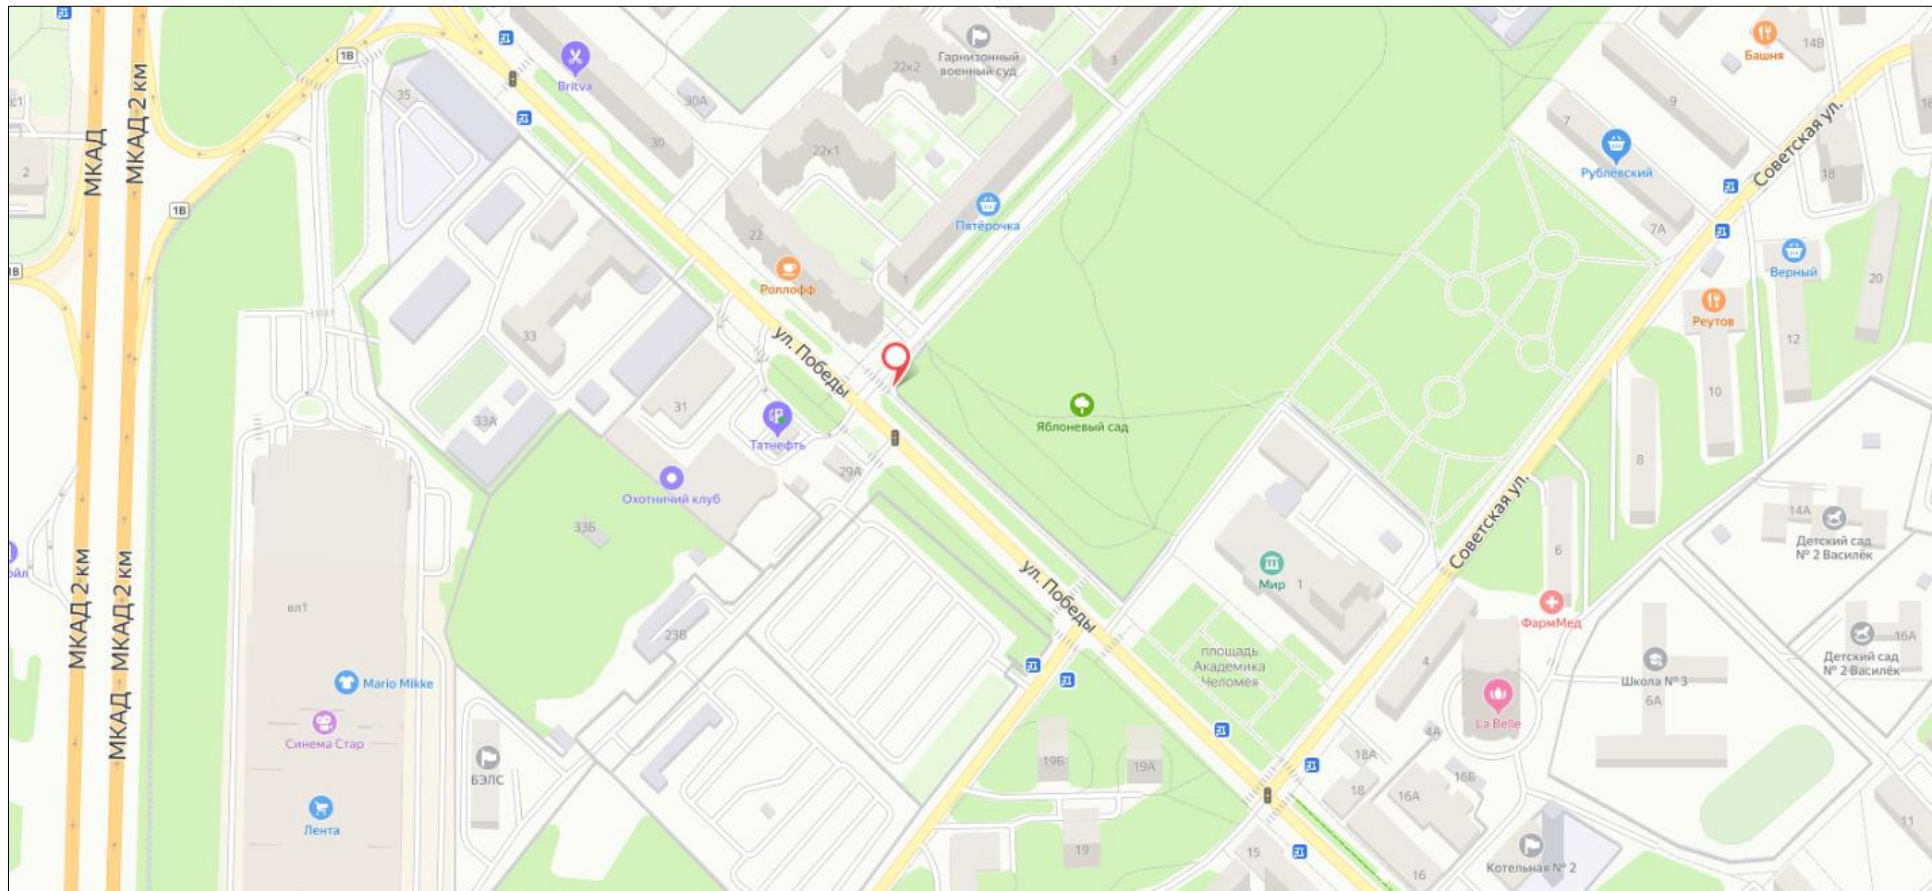 1В
35
Britva
30А
30
22к2
Гарнизонный
военный суд
3
Башня
14В
9
7
Рублёвский
Советская ул.
18
7А
МКАД
МКАД 2 км
2
1В
1В
22к1
Пятёрочка
22
Роллофф
1
Верный
20
Реутов
12
10
33
ул. Победы
31
33А
Татнефть
29А
Охотничий клуб
33Б
Яблоневый сад
8
Советская ул.
14А
Детский сад
№ 2 Василёк
6
МКАД 2 км
МКАД 2 км
вл1
ул. Победы
Мир
1
ФармМед
23Б
площадь
Академика
Челомея
4
Школа № 3
6А
16А
Детский сад
№ 2 Василёк
Mario Mikke
Синема Стар
La Belle
4А
МКАД
БЭЛС
19Б
19А
18А
16Б
18
16А
Лента
19
15
16
Котельная № 2
11